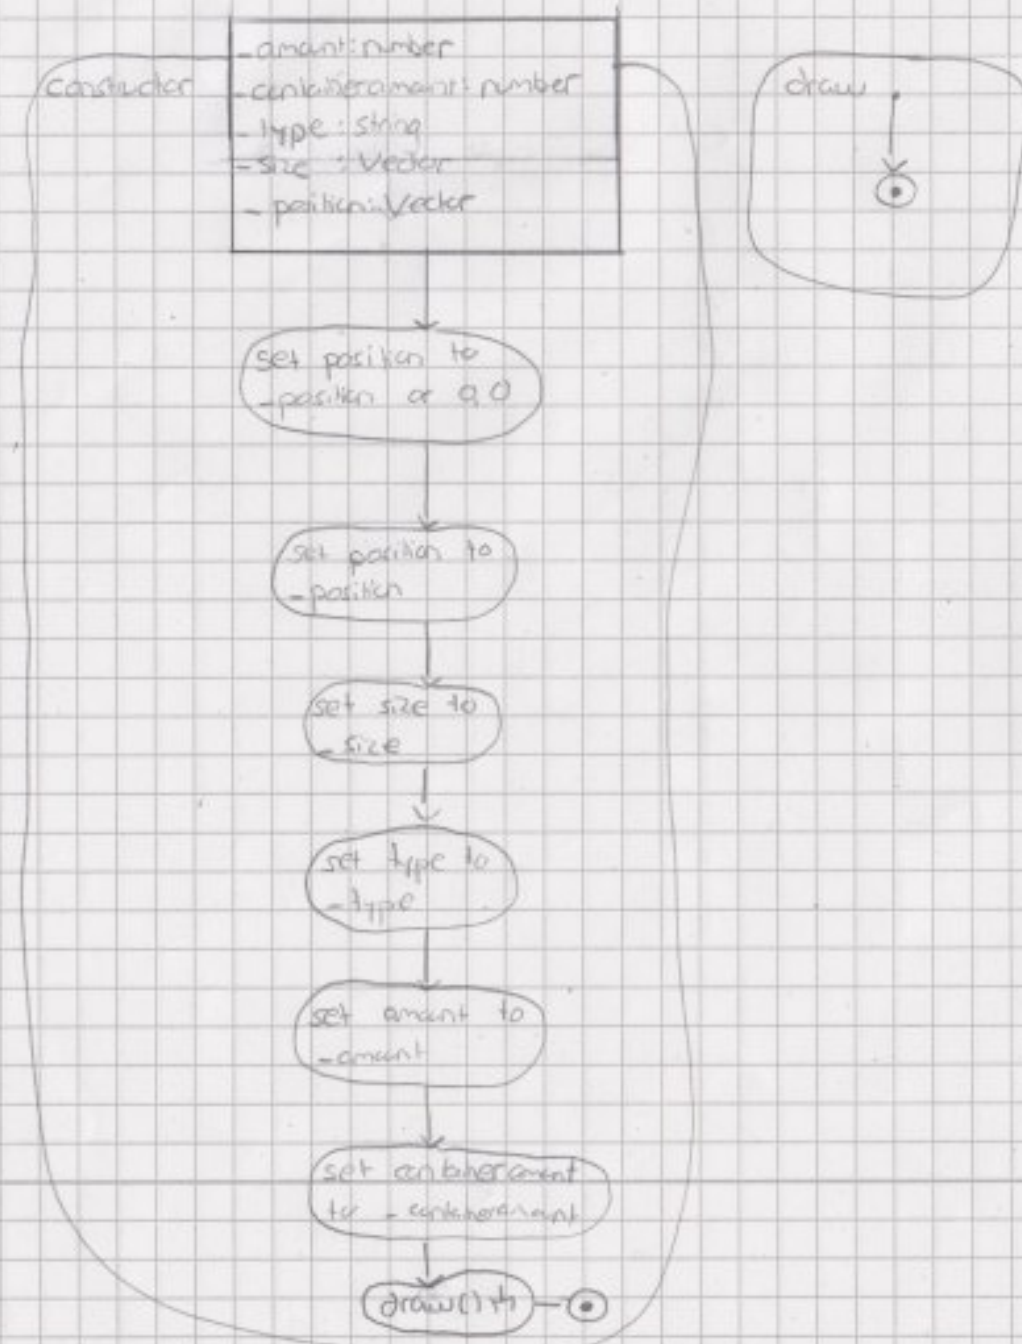 constructor
_amount: number
_containeramount: number
_type : string
_size : Vector
_position: Vector
draw
set position to
_position or 0,0
set position to
_position
set size to
_size
set type to
_type
set amount to
_amount
set containeramount
to _containeramount
draw()